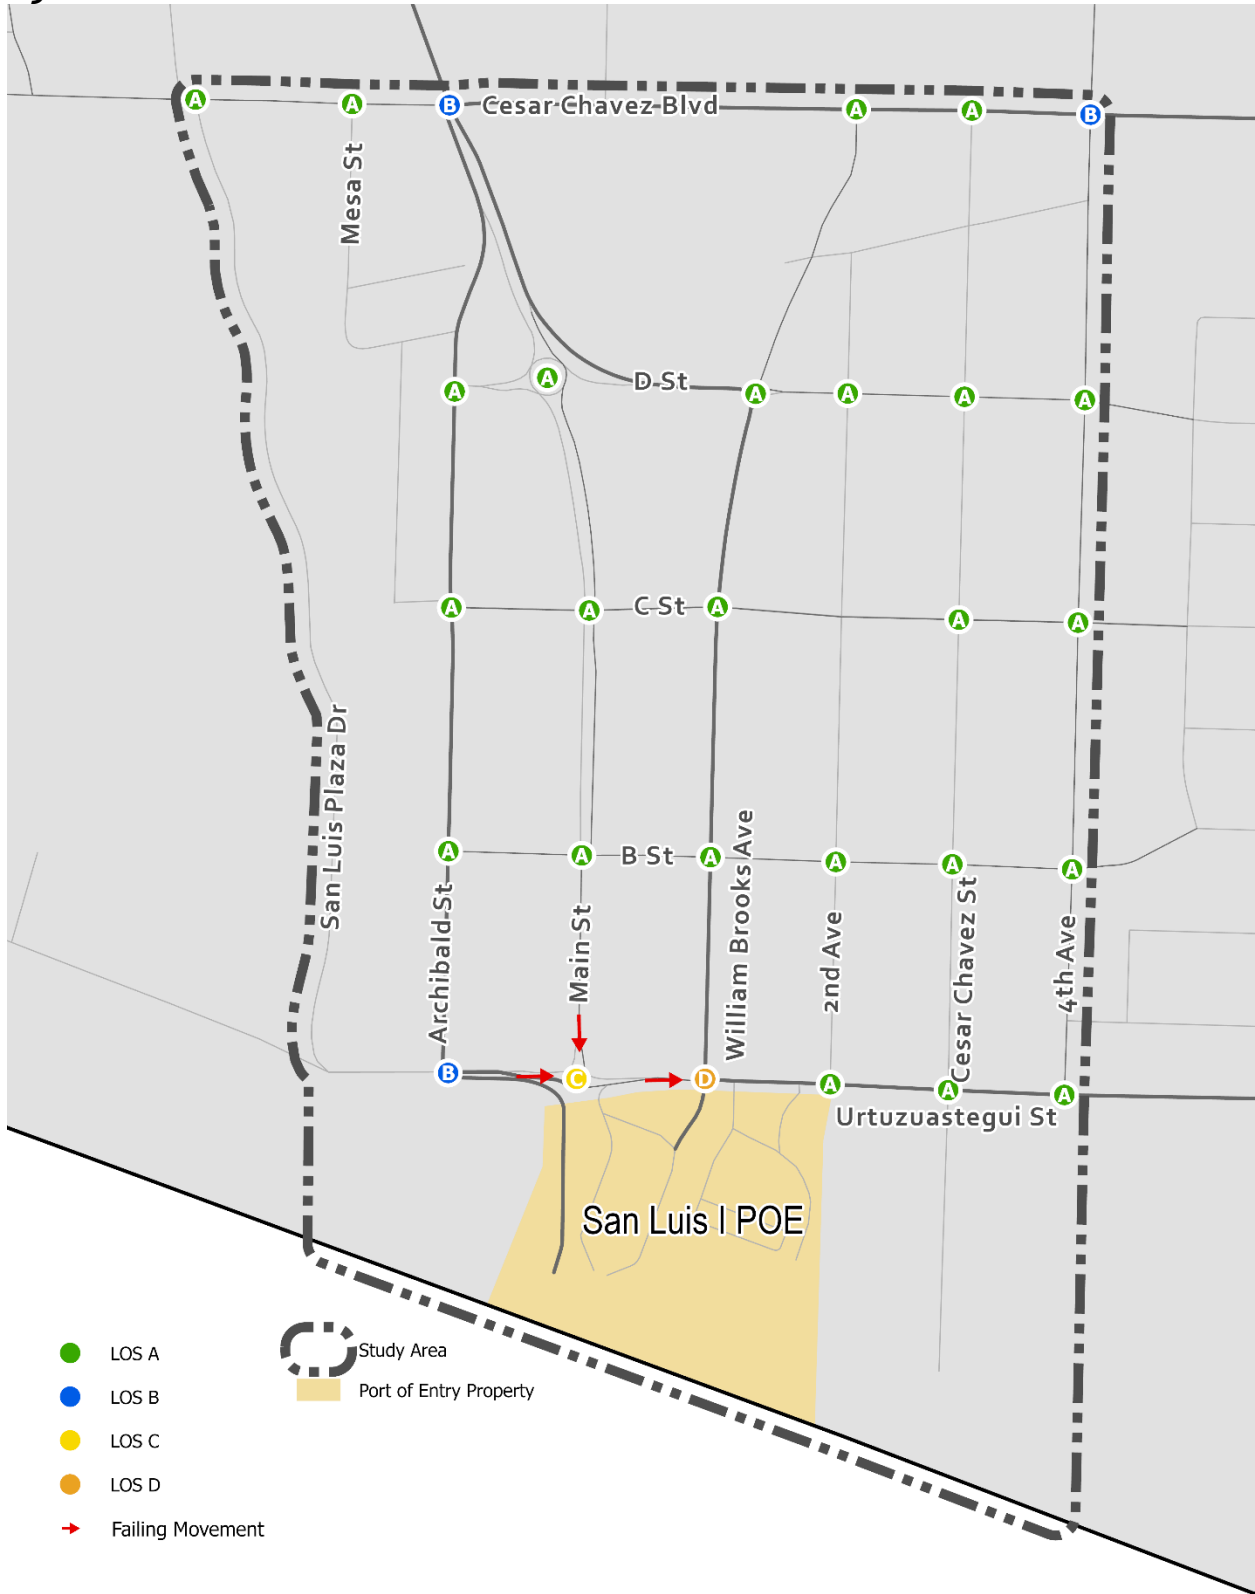 A
A
B
Cesar Chavez Blvd
A
A
B
Mesa St
A
A
D St
A
A
A
A
A
A
C St
A
A
A
San Luis Plaza Dr
A
A
B St
A
A
A
A
Archibald St
Main St
William Brooks Ave
2nd Ave
Cesar Chavez St
4th Ave
B
C
D
A
A
A
Urtuzuastegui St
San Luis I POE
LOS A
LOS B
LOS C
LOS D
Failing Movement
Study Area
Port of Entry Property